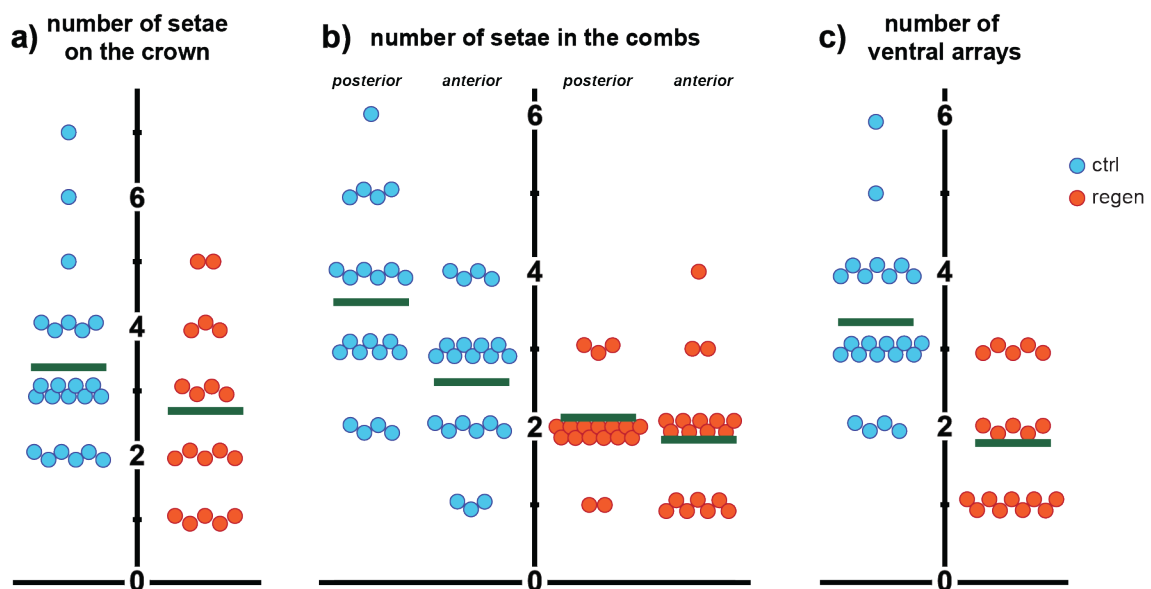 a) number of setae
on the crown
6
4
2
0
b) number of setae in the combs
posterior anterior posterior anterior
6
4
2
0
c) number of
ventral arrays
6
4
2
0
ctrl
regen